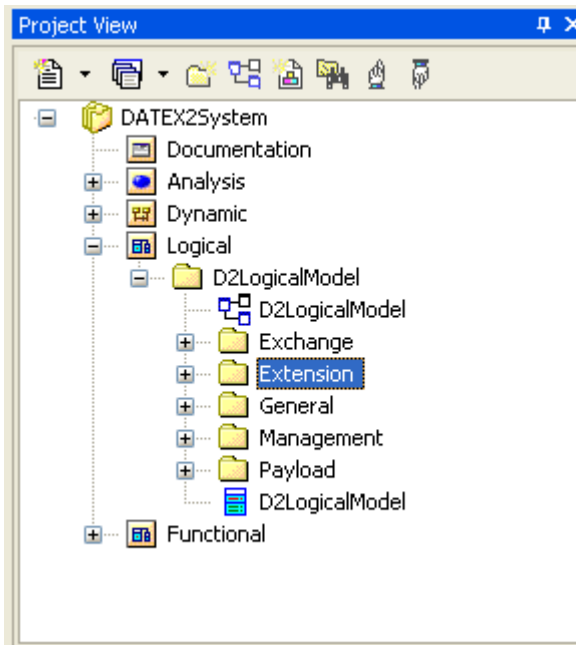 Project View
DATEX2System
Documentation
Analysis
Dynamic
Logical
D2LogicalModel
D2LogicalModel
Exchange
Extension
General
Management
Payload
D2LogicalModel
Functional